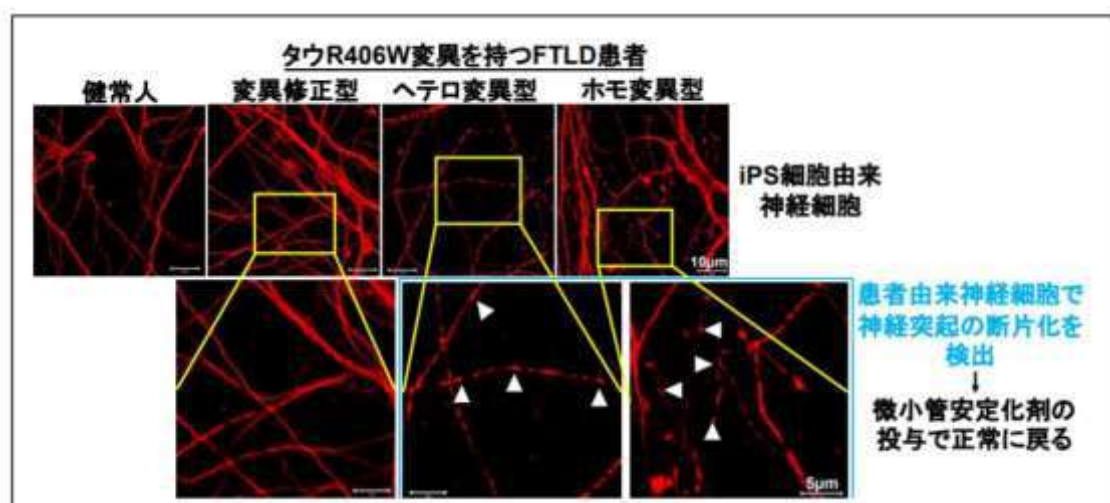 タウR406W変異を持つFTLD患者
健常人
変異修正型
ヘテロ変異型
ホモ変異型
iPS細胞由来
神経細胞
10μm
患者由来神経細胞で
神経突起の断片化を
検出
↓
微小管安定化剤の
投与で正常に戻る
5μm